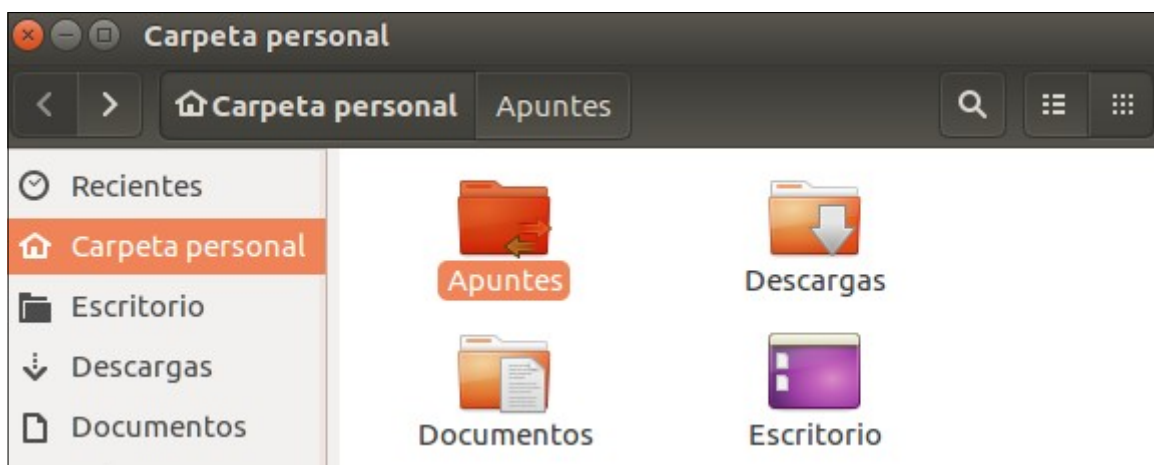 Carpeta personal
Carpeta personal Apuntes
Recientes
Carpeta personal
Escritorio
Descargas
Documentos
Apuntes Descargas
Documentos Escritorio